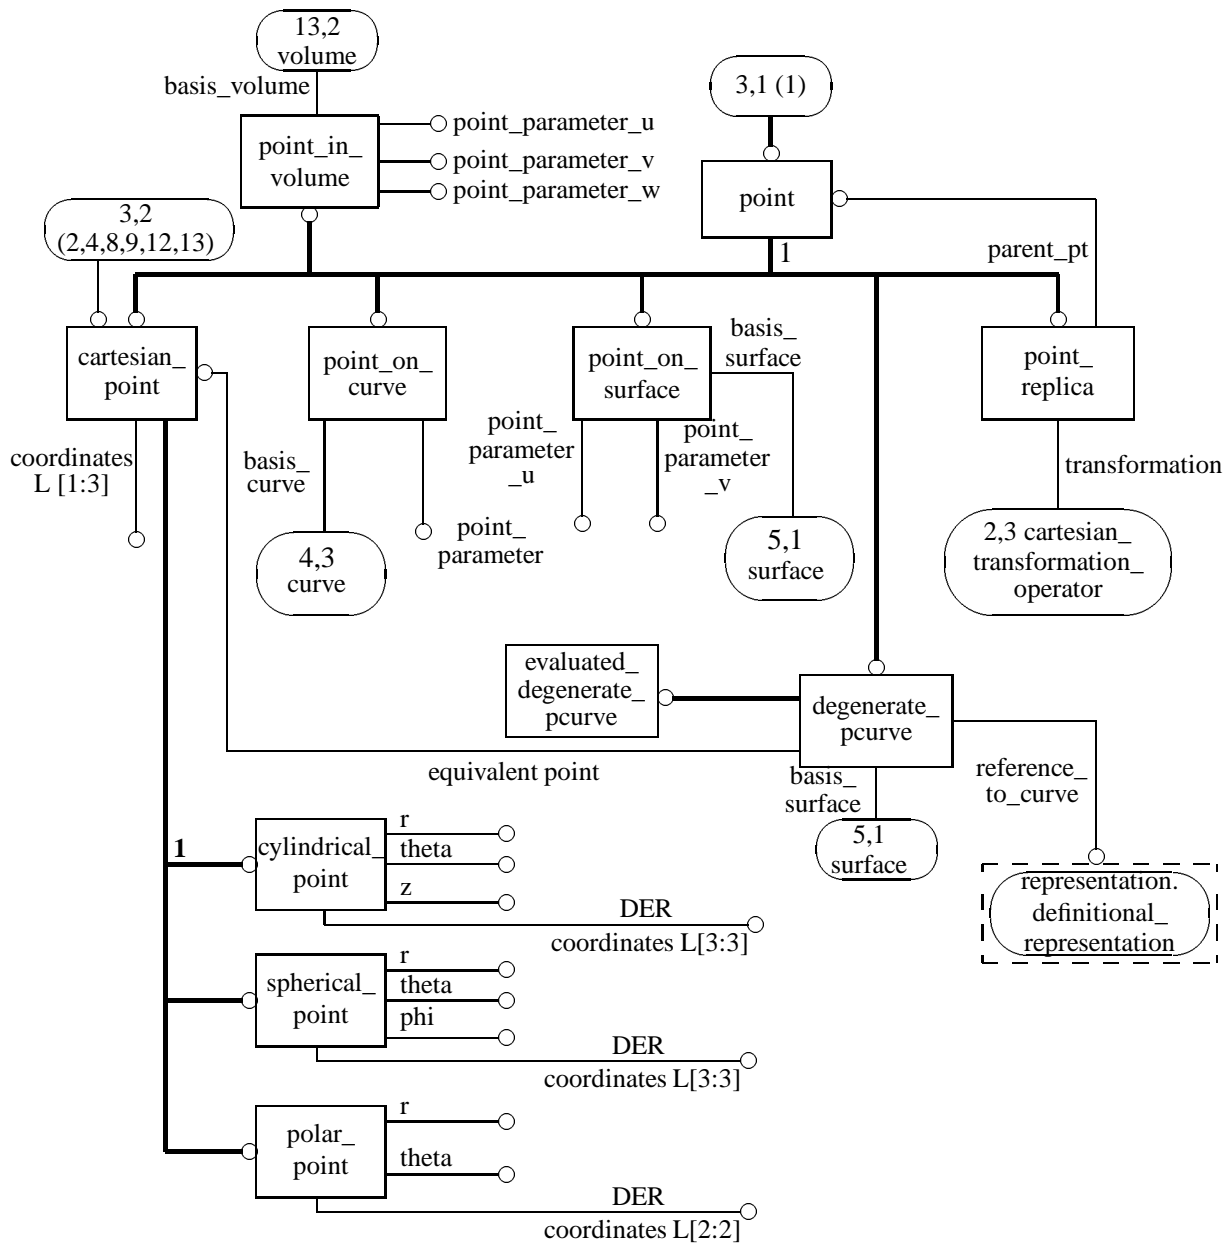 13,2
volume
basis_volume
point_in_
volume
point_parameter_u
point_parameter_v
point_parameter_w
3,1 (1)
point
1
parent_pt
3,2
(2,4,8,9,12,13)
cartesian_
point
point_on_
curve
point_on_
surface
basis_
surface
point_
replica
coordinates
L [1:3]
basis_
curve
point_
parameter
point_
parameter
_u
point_
parameter
_v
transformation
4,3
curve
5,1
surface
2,3 cartesian_
transformation_
operator
evaluated_
degenerate_
pcurve
degenerate_
pcurve
equivalent point
basis_
surface
reference_
to_curve
5,1
surface
representation.
definitional_
representation
1
cylindrical_
point
r
theta
z
DER
coordinates L[3:3]
spherical_
point
r
theta
phi
DER
coordinates L[3:3]
polar_
point
r
theta
DER
coordinates L[2:2]